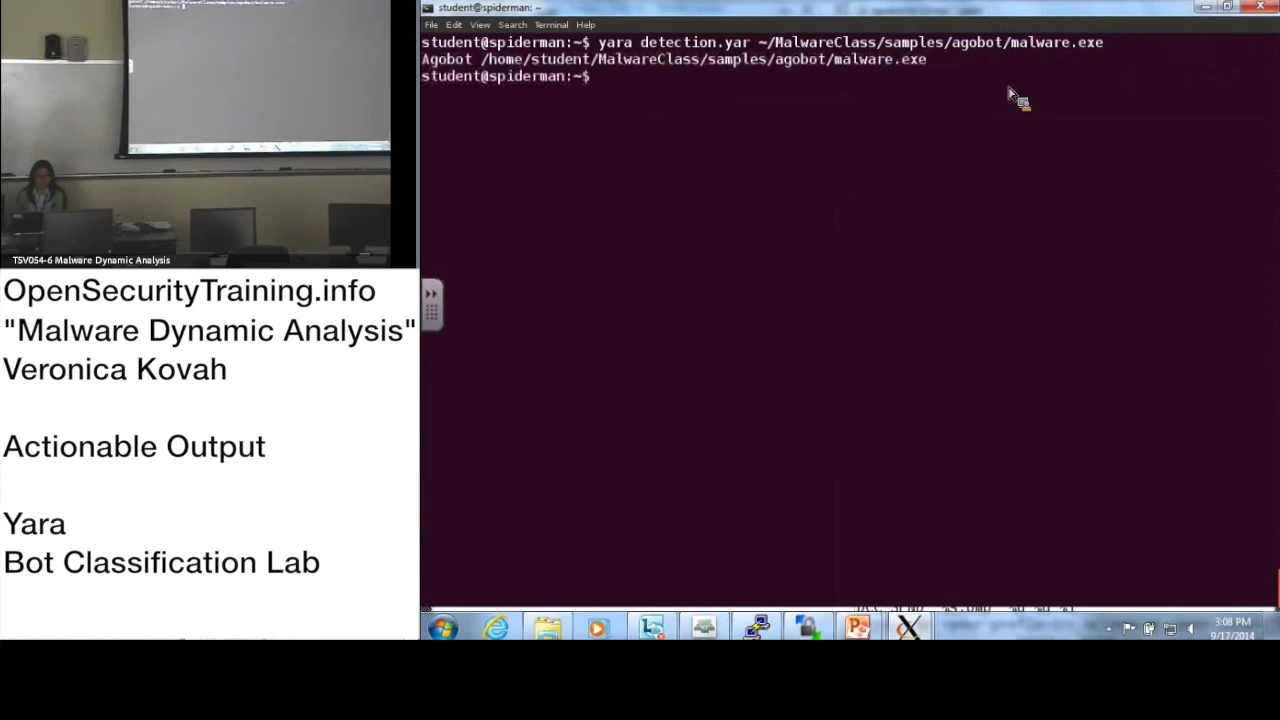 student@spiderman: ~
File Edit View Search Terminal Help
student@spiderman:~$ yara detection.yar ~/MalwareClass/samples/agobot/malware.exe
Agobot /home/student/MalwareClass/samples/agobot/malware.exe
student@spiderman:~$
TSV054-6 Malware Dynamic Analysis
OpenSecurityTraining.info
"Malware Dynamic Analysis"
Veronica Kovah
Actionable Output
Yara
Bot Classification Lab
3:08 PM
9/17/2014